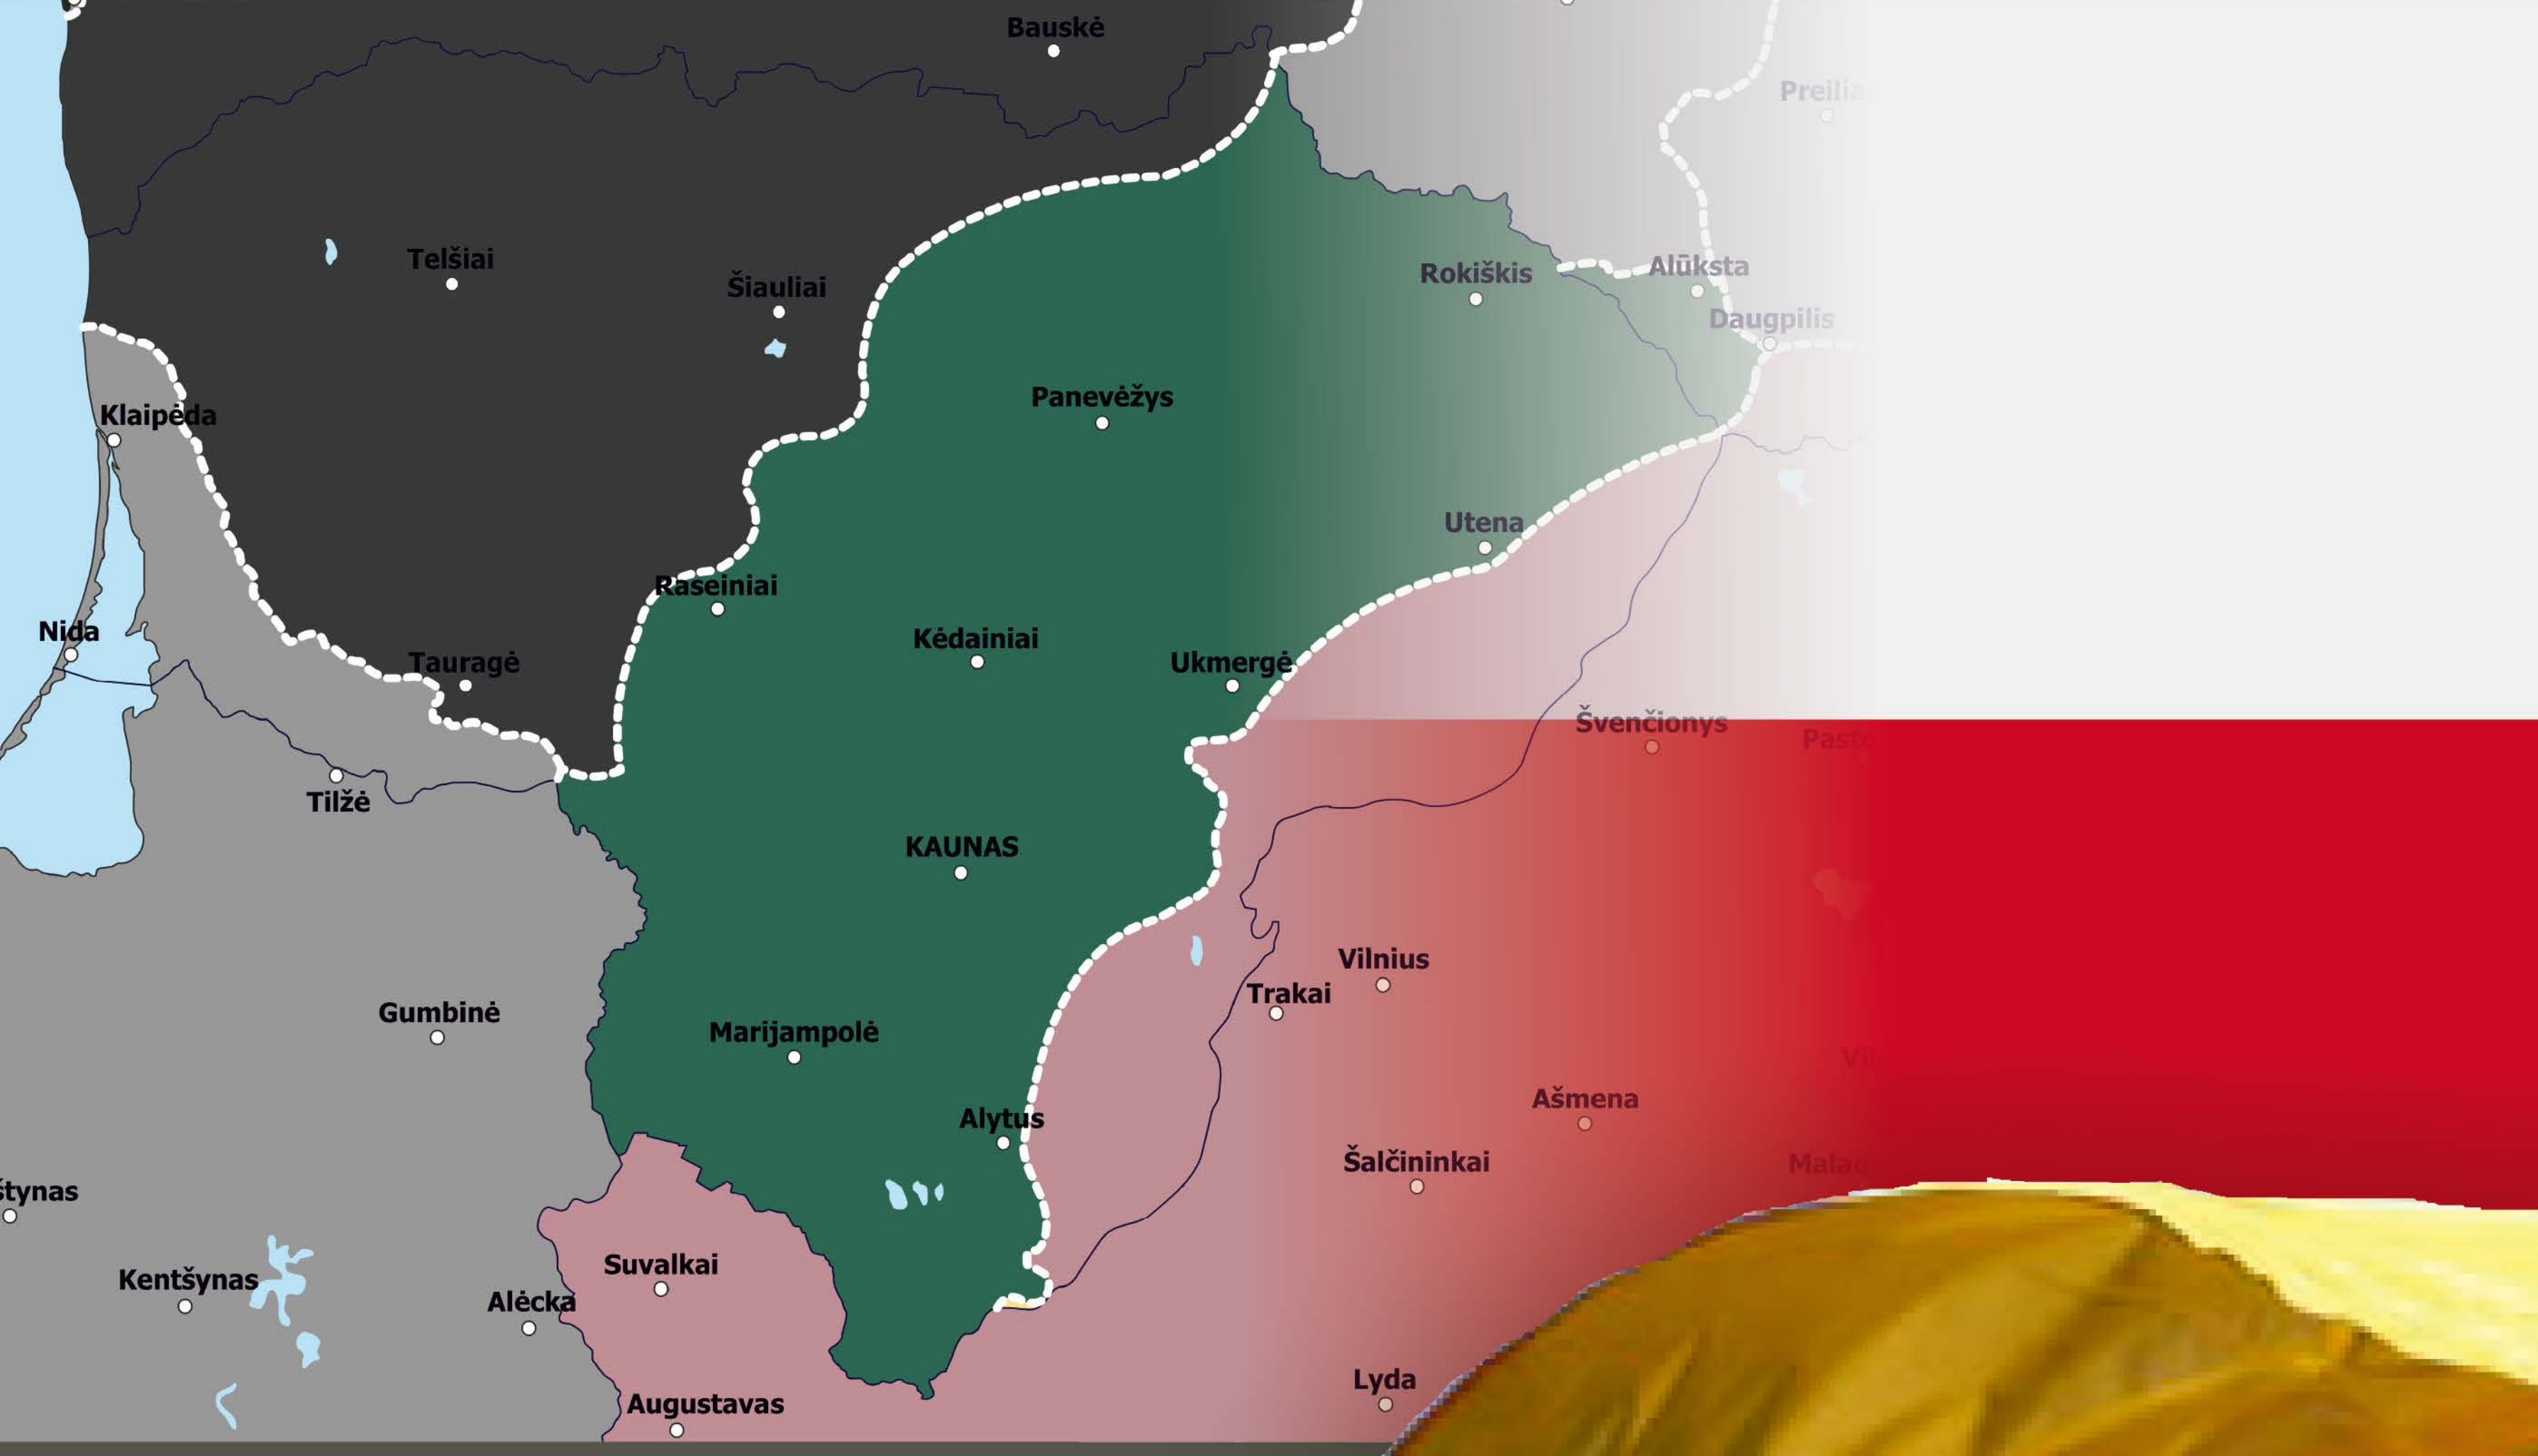 Bauskė
Telšiai
Šiauliai
Rokiškis
Alūksta
Daugpilis
Klaipėda
Panevėžys
Utena
Raseiniai
Nida
Kėdainiai
Tauragė
Ukmergė
Švenčionys
Tilžė
KAUNAS
Vilnius
Trakai
Gumbinė
Marijampolė
Ašmena
Alytus
Šalčininkai
Kentšynas
Suvalkai
Alėcka
Lyda
Augustavas